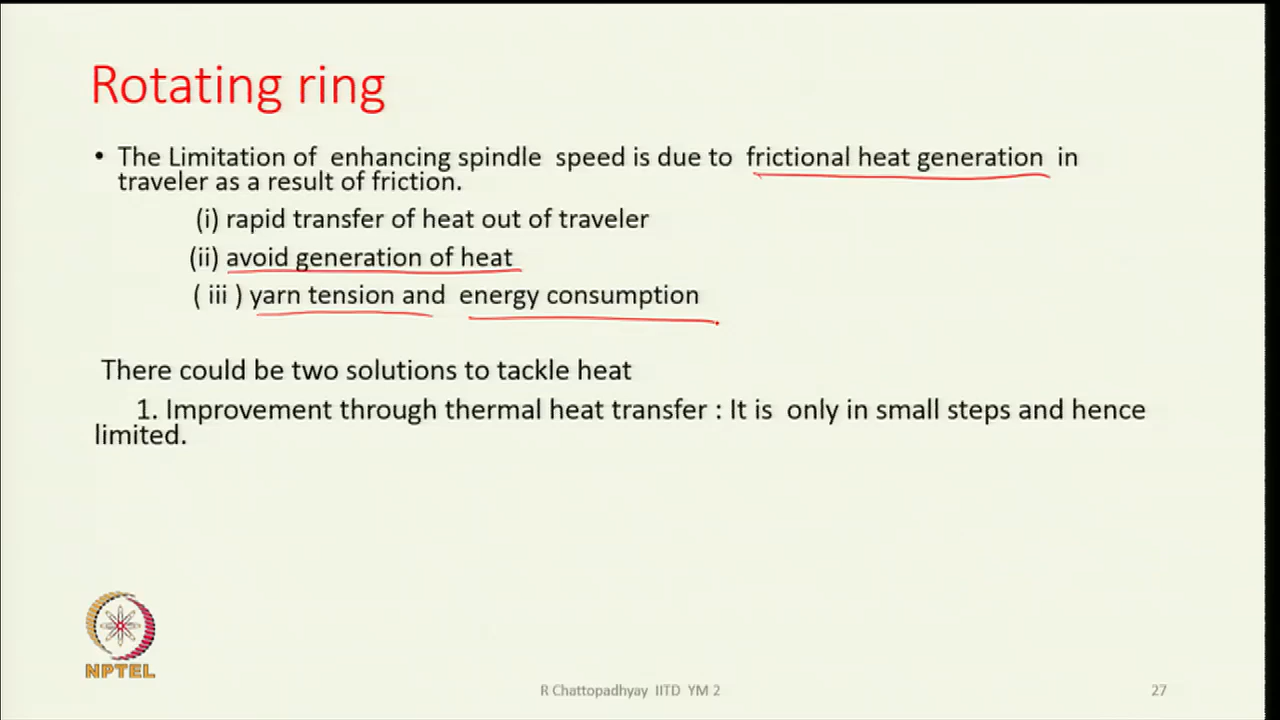 Rotating ring
• The Limitation of enhancing spindle speed is due to frictional heat generation in
traveler as a result of friction.
(i) rapid transfer of heat out of traveler
(ii) avoid generation of heat
( iii ) yarn tension and energy consumption
There could be two solutions to tackle heat
1. Improvement through thermal heat transfer : It is only in small steps and hence
limited.
NPTEL
R Chattopadhyay IITD YM 2
27